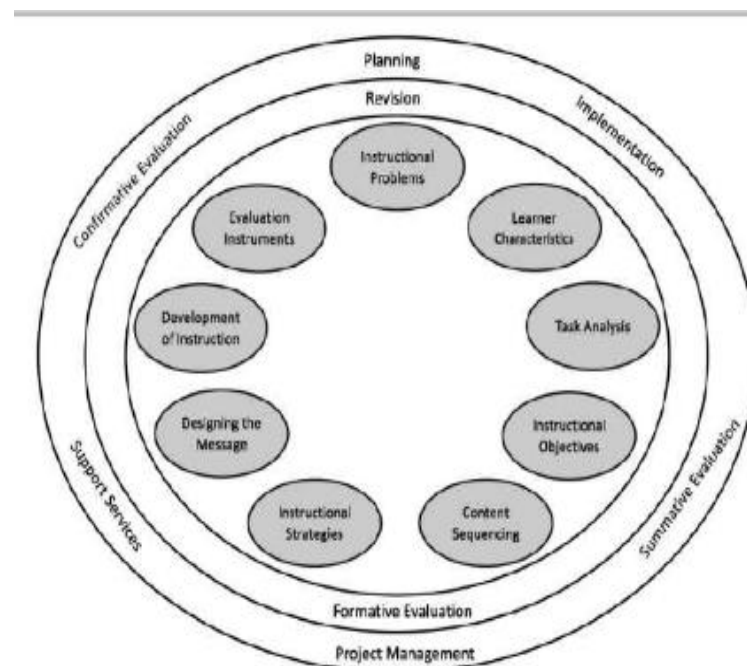 Planning
Implementation
Confirmative Evaluation
Revision
Instructional
Problems
Learner
Characteristics
Evaluation
Instruments
Task Analysis
Development
of Instruction
Instructional
Objectives
Designing the
Message
Content
Sequencing
Instructional
Strategies
Formative Evaluation
Summative Evaluation
Support Services
Project Management